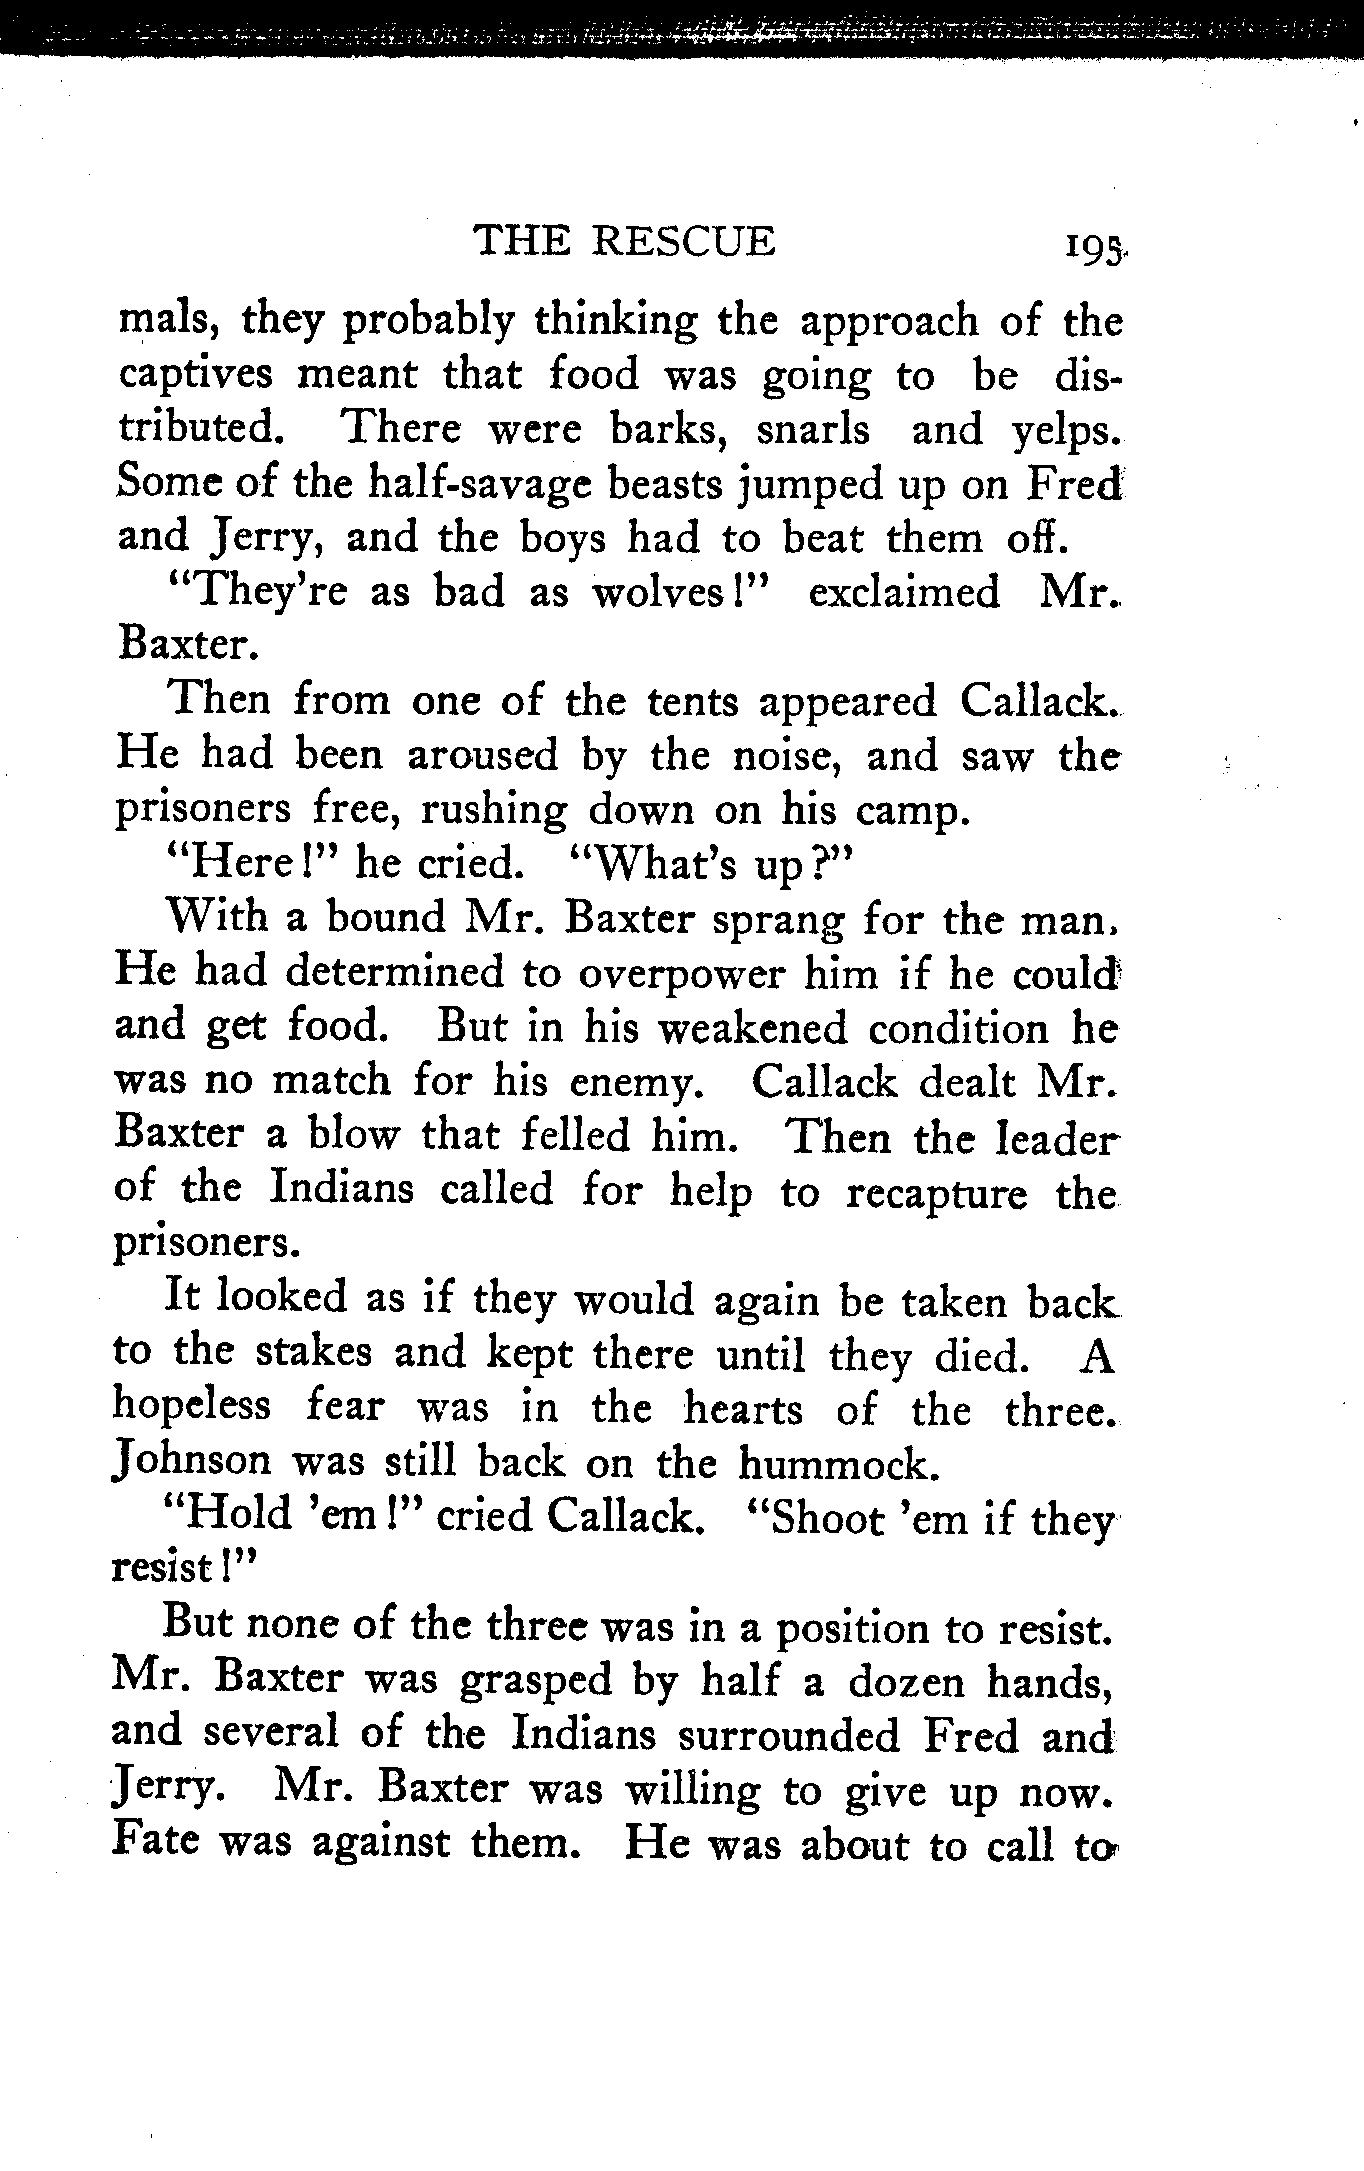 THE RESCUE 195
mals, they probably thinking the approach of the
captives meant that food was going to be dis-
tributed. There were barks, snarls and yelps.
Some of the half-savage beasts jumped up on Fred
and Jerry, and the boys had to beat them off.
"They're as bad as wolves!" exclaimed Mr.
Baxter.
Then from one of the tents appeared Callack.
He had been aroused by the noise, and saw the
prisoners free, rushing down on his camp.
"Here!" he cried. "What's up?"
With a bound Mr. Baxter sprang for the man.
He had determined to overpower him if he could
and get food. But in his weakened condition he
was no match for his enemy. Callack dealt Mr.
Baxter a blow that felled him. Then the leader
of the Indians called for help to recapture the
prisoners.
It looked as if they would again be taken back
to the stakes and kept there until they died. A
hopeless fear was in the hearts of the three.
Johnson was still back on the hummock.
"Hold 'em!" cried Callack. "Shoot 'em if they
resist!"
But none of the three was in a position to resist.
Mr. Baxter was grasped by half a dozen hands,
and several of the Indians surrounded Fred and
Jerry. Mr. Baxter was willing to give up now.
Fate was against them. He was about to call to